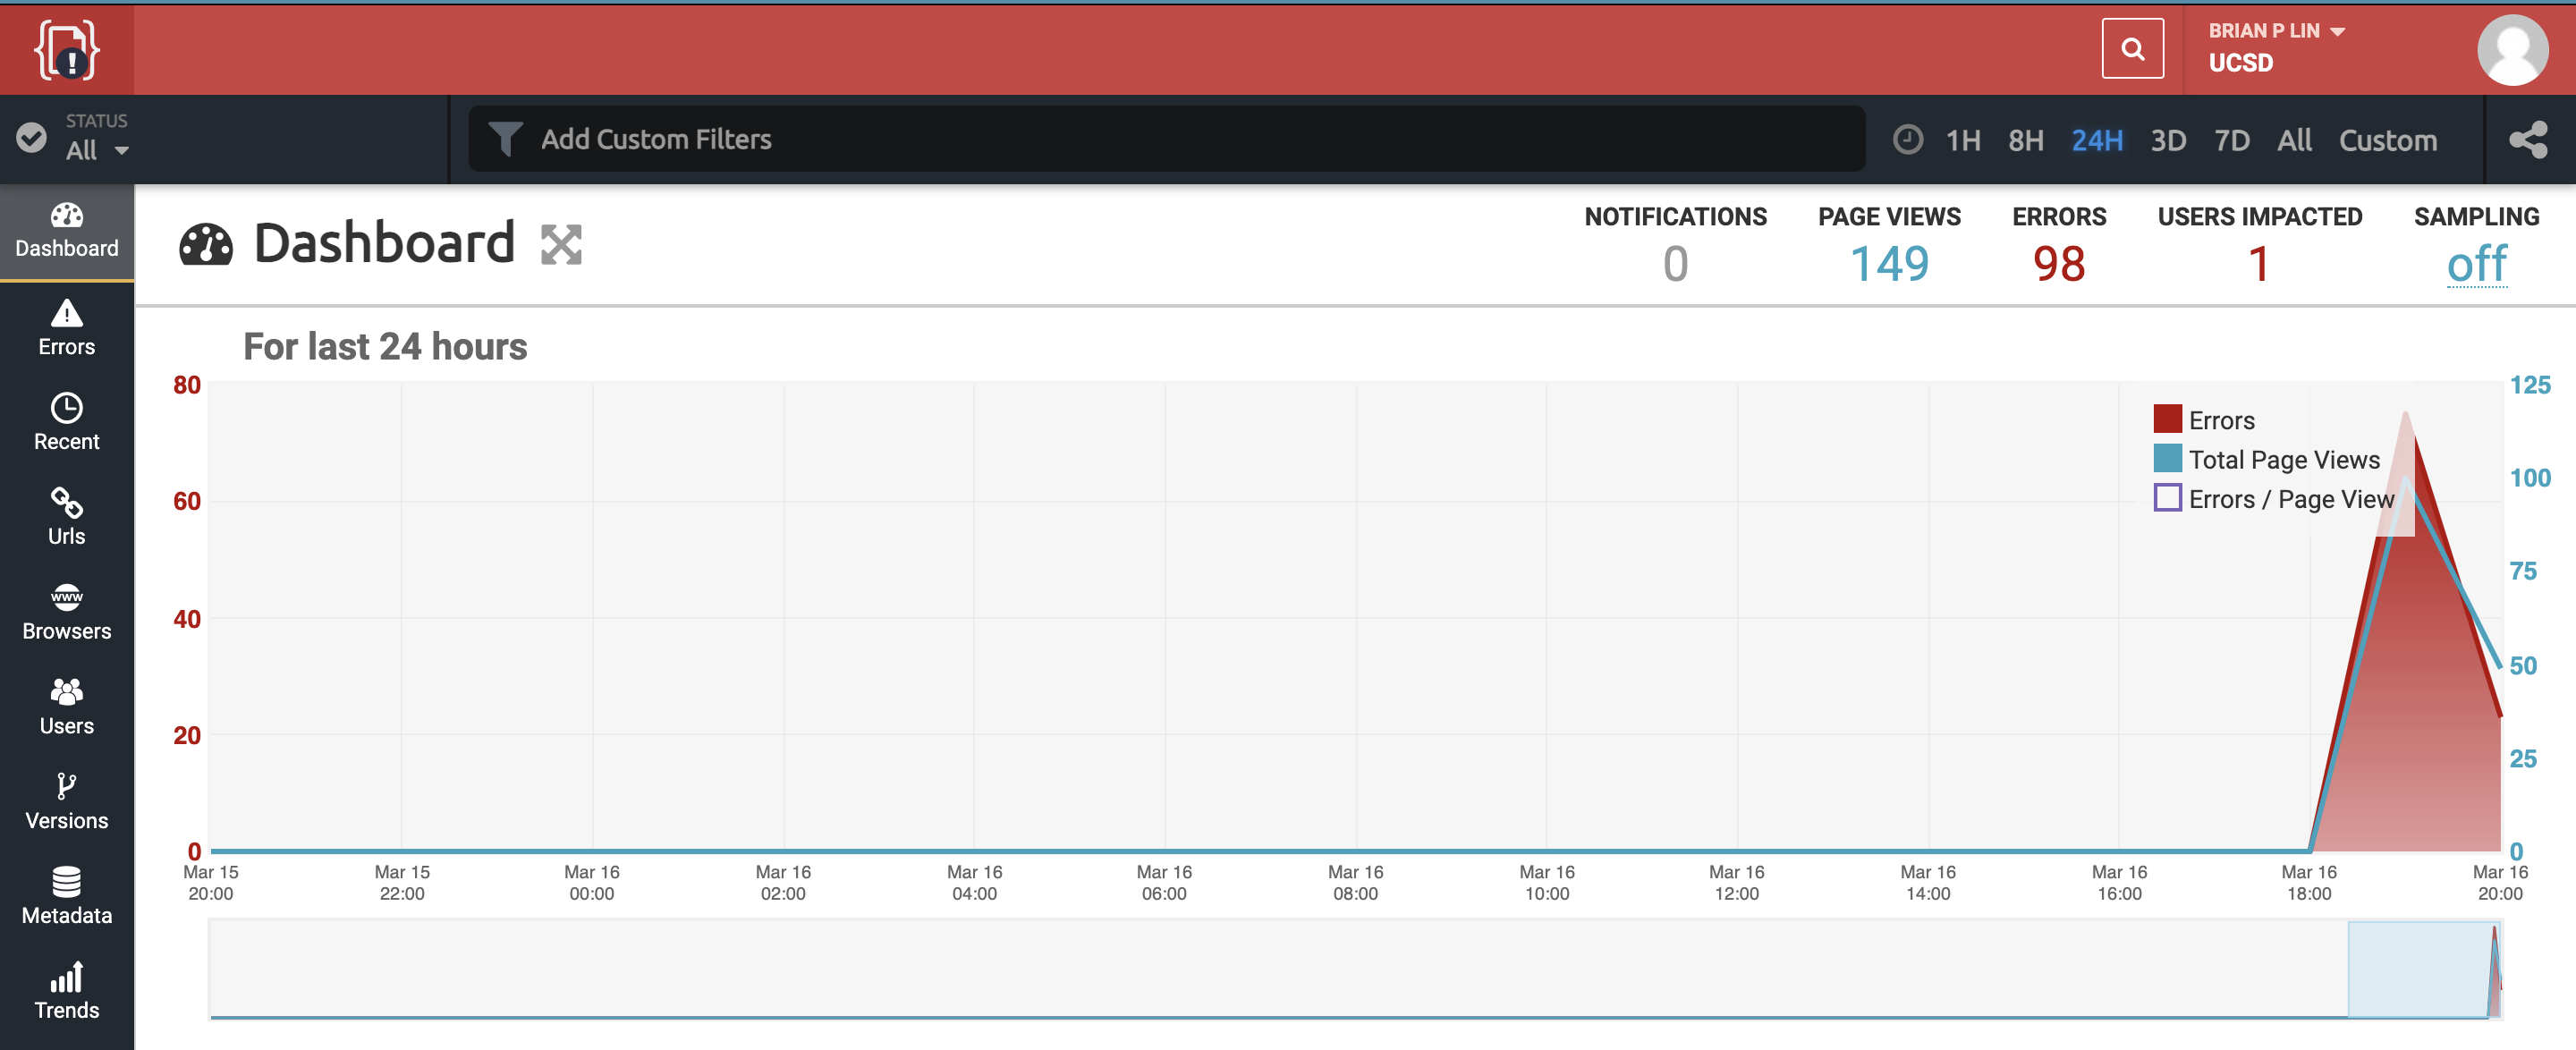 BRIAN P LIN
UCSD
STATUS
All
Add Custom Filters
1H 8H 24H 3D 7D All Custom
Dashboard
Errors
Recent
Urls
www
Browsers
Users
Versions
Metadata
Trends
Dashboard
NOTIFICATIONS PAGE VIEWS ERRORS USERS IMPACTED SAMPLING
0 149 98 1 off
For last 24 hours
80
60
40
20
0
125
100
75
50
25
0
Errors
Total Page Views
Errors / Page View
Mar 15 Mar 15 Mar 16 Mar 16 Mar 16 Mar 16 Mar 16 Mar 16 Mar 16 Mar 16 Mar 16 Mar 16 Mar 16
20:00 22:00 00:00 02:00 04:00 06:00 08:00 10:00 12:00 14:00 16:00 18:00 20:00